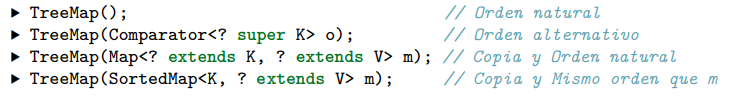 ▶ TreeMap(); // Orden natural
▶ TreeMap(Comparator<? super K> o); // Orden alternativo
▶ TreeMap(Map<? extends K, ? extends V> m); // Copia y Orden natural
▶ TreeMap(SortedMap<K, ? extends V> m); // Copia y Mismo orden que m